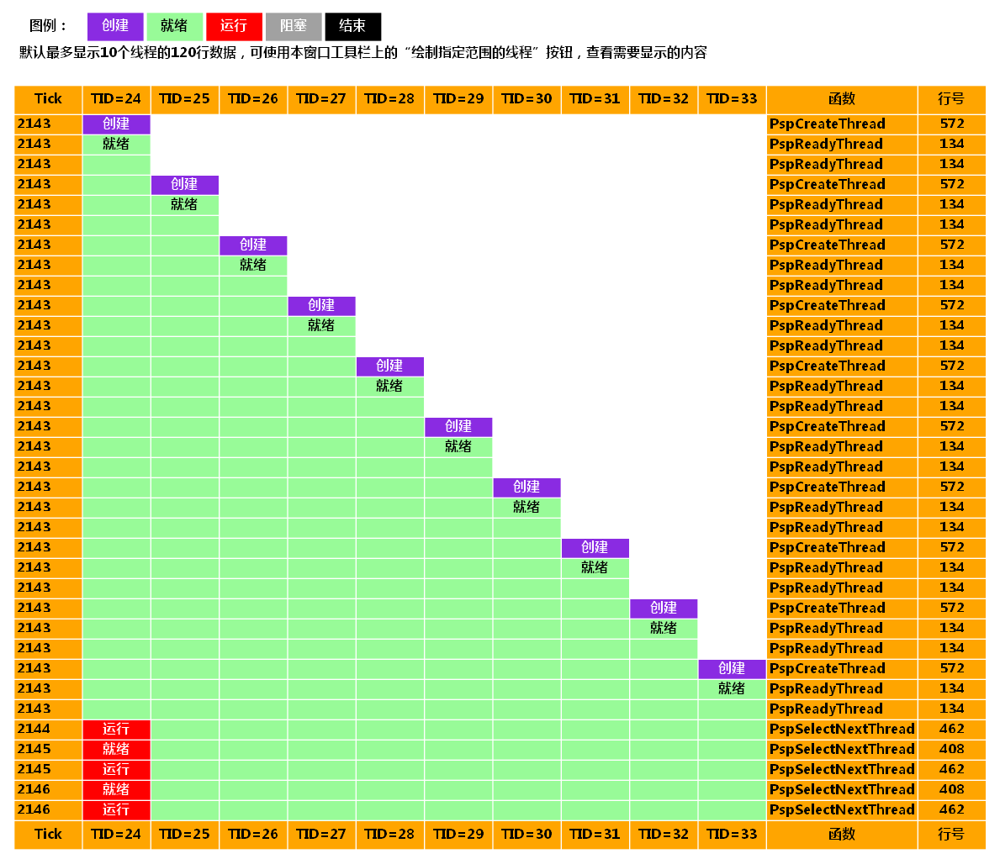 图例： 创建 就绪 运行 阻塞 结束
默认最多显示10个线程的120行数据，可使用本窗口工具栏上的“绘制指定范围的线程”按钮，查看需要显示的内容
Tick TID=24 TID=25 TID=26 TID=27 TID=28 TID=29 TID=30 TID=31 TID=32 TID=33 函数 行号
2143 创建 PspCreateThread 572
2143 就绪 PspReadyThread 134
2143 PspReadyThread 134
2143 创建 PspCreateThread 572
2143 就绪 PspReadyThread 134
2143 PspReadyThread 134
2143 创建 PspCreateThread 572
2143 就绪 PspReadyThread 134
2143 PspReadyThread 134
2143 创建 PspCreateThread 572
2143 就绪 PspReadyThread 134
2143 PspReadyThread 134
2143 创建 PspCreateThread 572
2143 就绪 PspReadyThread 134
2143 PspReadyThread 134
2143 创建 PspCreateThread 572
2143 就绪 PspReadyThread 134
2143 PspReadyThread 134
2143 创建 PspCreateThread 572
2143 就绪 PspReadyThread 134
2143 PspReadyThread 134
2143 创建 PspCreateThread 572
2143 就绪 PspReadyThread 134
2143 PspReadyThread 134
2143 创建 PspCreateThread 572
2143 就绪 PspReadyThread 134
2143 PspReadyThread 134
2143 创建 PspCreateThread 572
2143 就绪 PspReadyThread 134
2143 PspReadyThread 134
2144 运行 PspSelectNextThread 462
2145 就绪 PspSelectNextThread 408
2145 运行 PspSelectNextThread 462
2146 就绪 PspSelectNextThread 408
2146 运行 PspSelectNextThread 462
Tick TID=24 TID=25 TID=26 TID=27 TID=28 TID=29 TID=30 TID=31 TID=32 TID=33 函数 行号